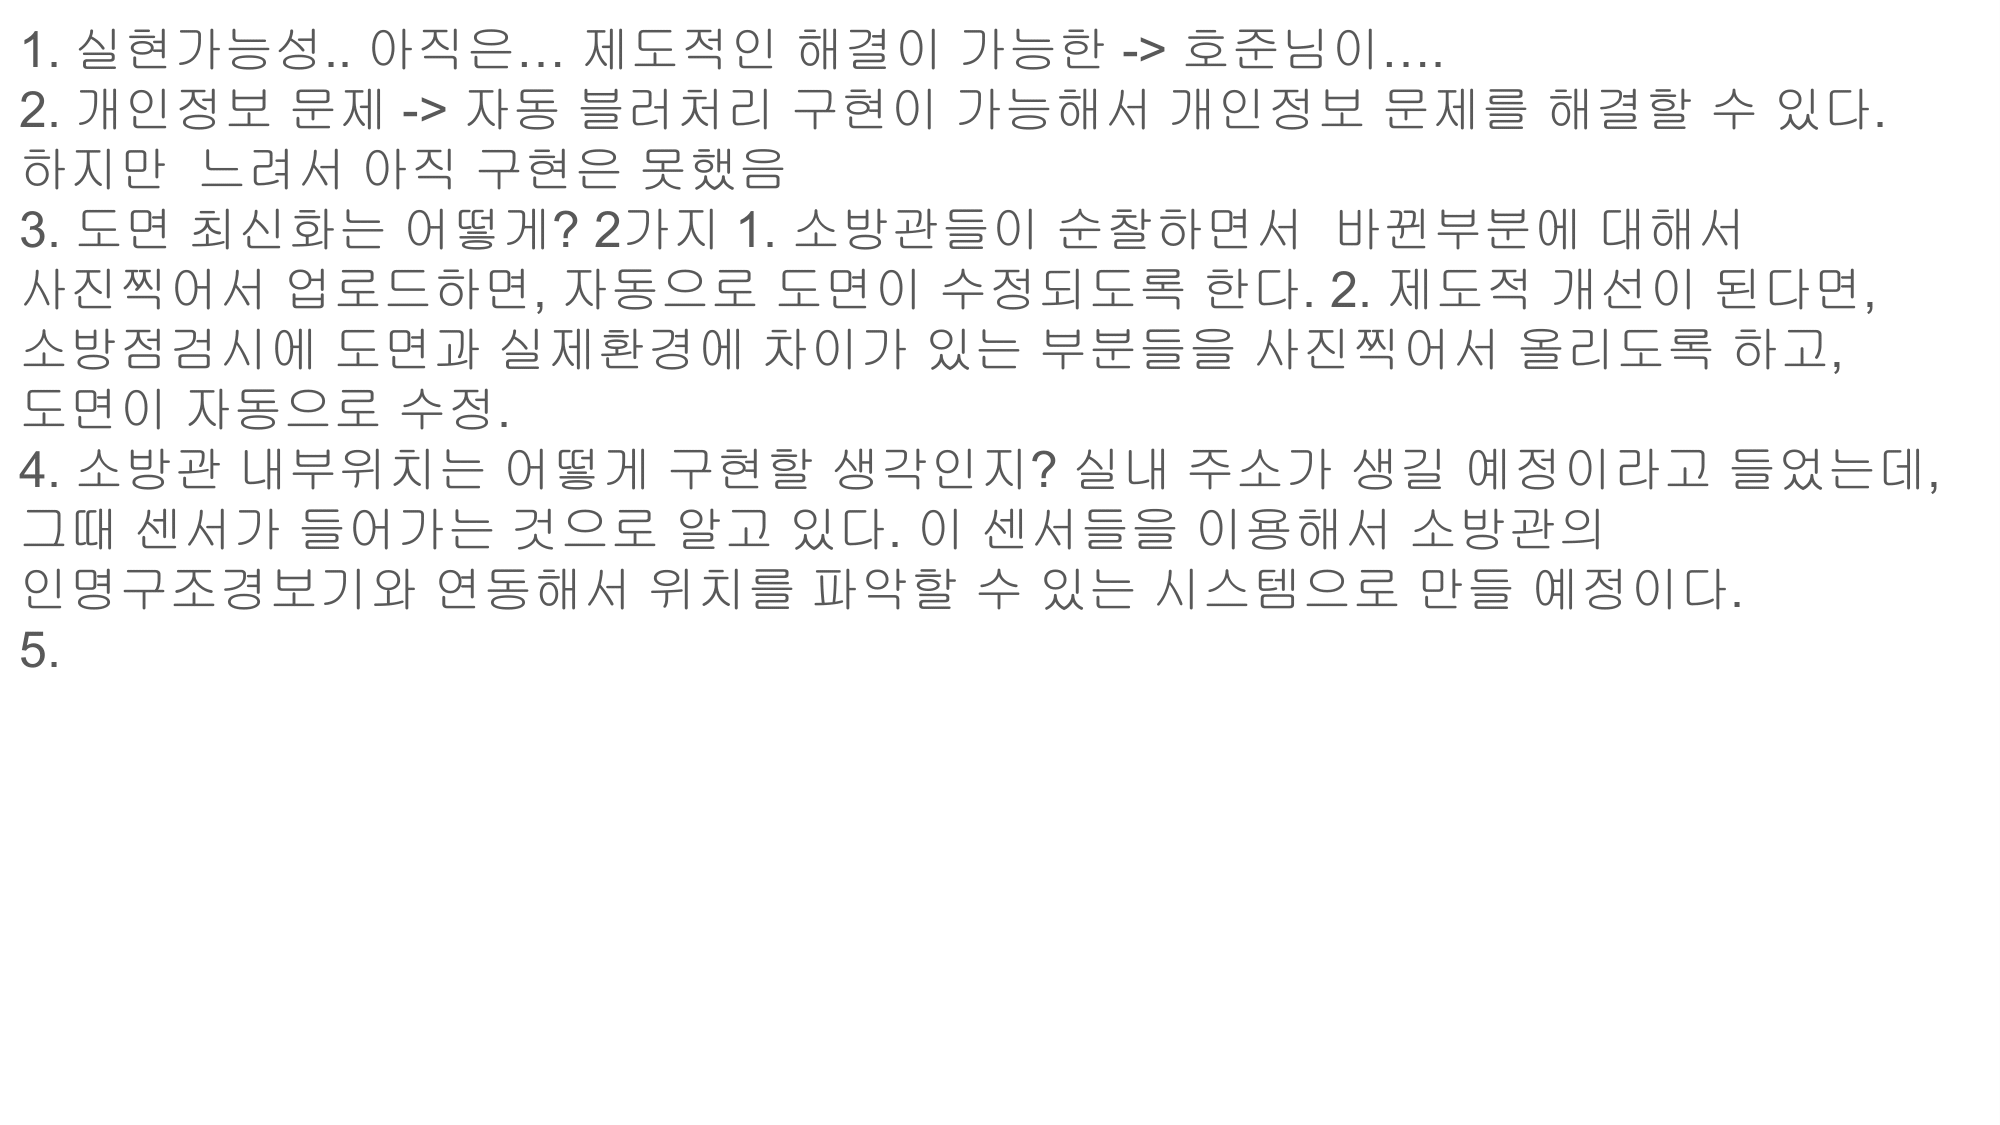 1. 실현가능성.. 아직은... 제도적인 해결이 가능한 -> 호준님이....
2. 개인정보 문제 -> 자동 블러처리 구현이 가능해서 개인정보 문제를 해결할 수 있다.
하지만  느려서 아직 구현은 못했음
3. 도면 최신화는 어떻게? 2가지 1. 소방관들이 순찰하면서  바뀐부분에 대해서
사진찍어서 업로드하면, 자동으로 도면이 수정되도록 한다. 2. 제도적 개선이 된다면,
소방점검시에 도면과 실제환경에 차이가 있는 부분들을 사진찍어서 올리도록 하고,
도면이 자동으로 수정.
4. 소방관 내부위치는 어떻게 구현할 생각인지? 실내 주소가 생길 예정이라고 들었는데,
그때 센서가 들어가는 것으로 알고 있다. 이 센서들을 이용해서 소방관의
인명구조경보기와 연동해서 위치를 파악할 수 있는 시스템으로 만들 예정이다.
5.